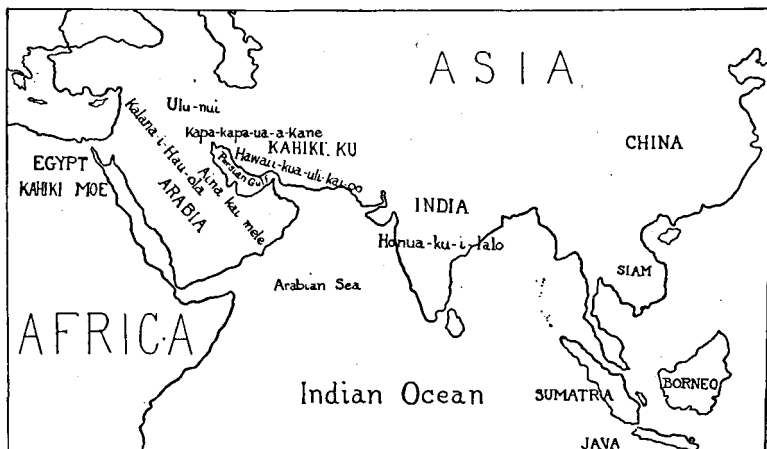 ASIA
Ulu-nui
Kapa-kapa-ua-a-Kane
KAHIKI. KU
CHINA
Kalana-i-Hau-ola
Hawaii-kua-uli-kai-oo
Persian Gulf
EGYPT
KAHIKI MOE
Aina kai mele
ARABIA
INDIA
Honua-ku-i-lalo
SIAM
Arabian Sea
AFRICA
Indian Ocean
SUMATRA
BORNEO
JAVA